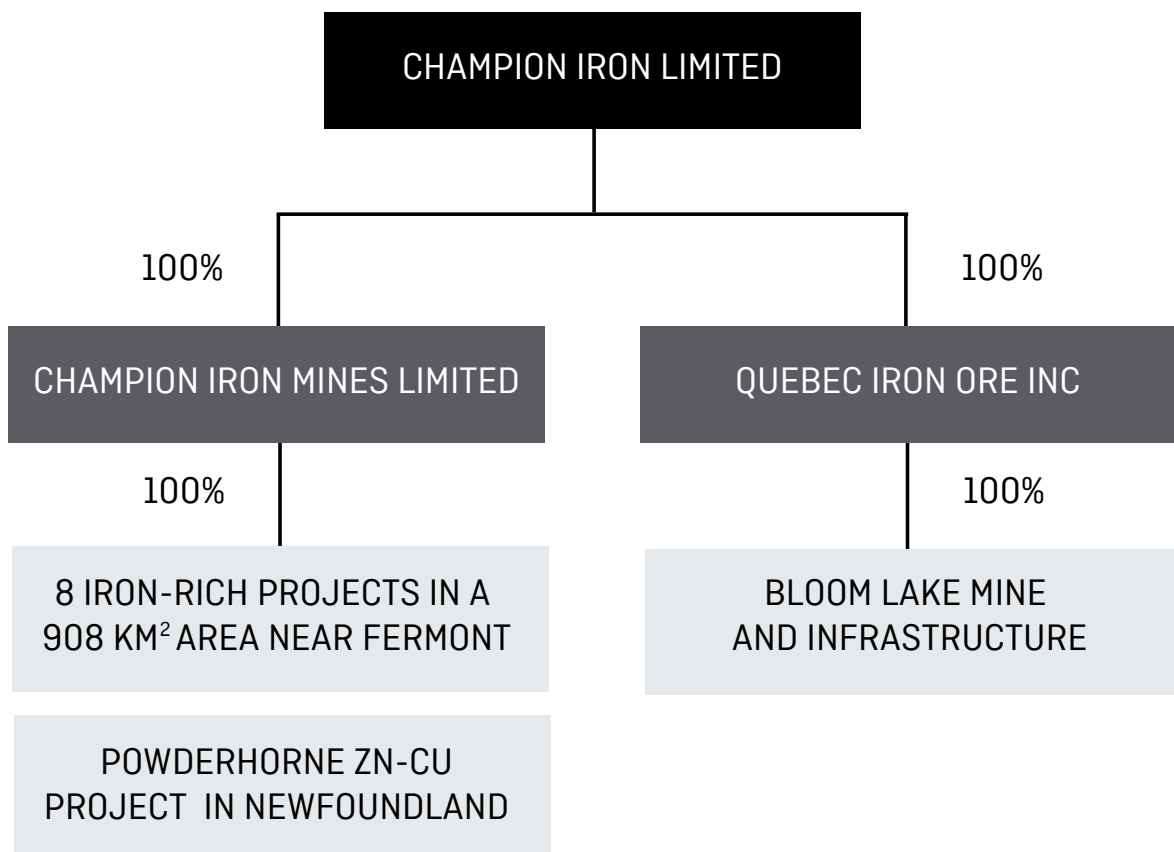 CHAMPION IRON LIMITED
100%
100%
CHAMPION IRON MINES LIMITED
QUEBEC IRON ORE INC
100%
100%
8 IRON-RICH PROJECTS IN A
908 KM² AREA NEAR FERMONT
BLOOM LAKE MINE
AND INFRASTRUCTURE
POWDERHORNE ZN-CU
PROJECT IN NEWFOUNDLAND